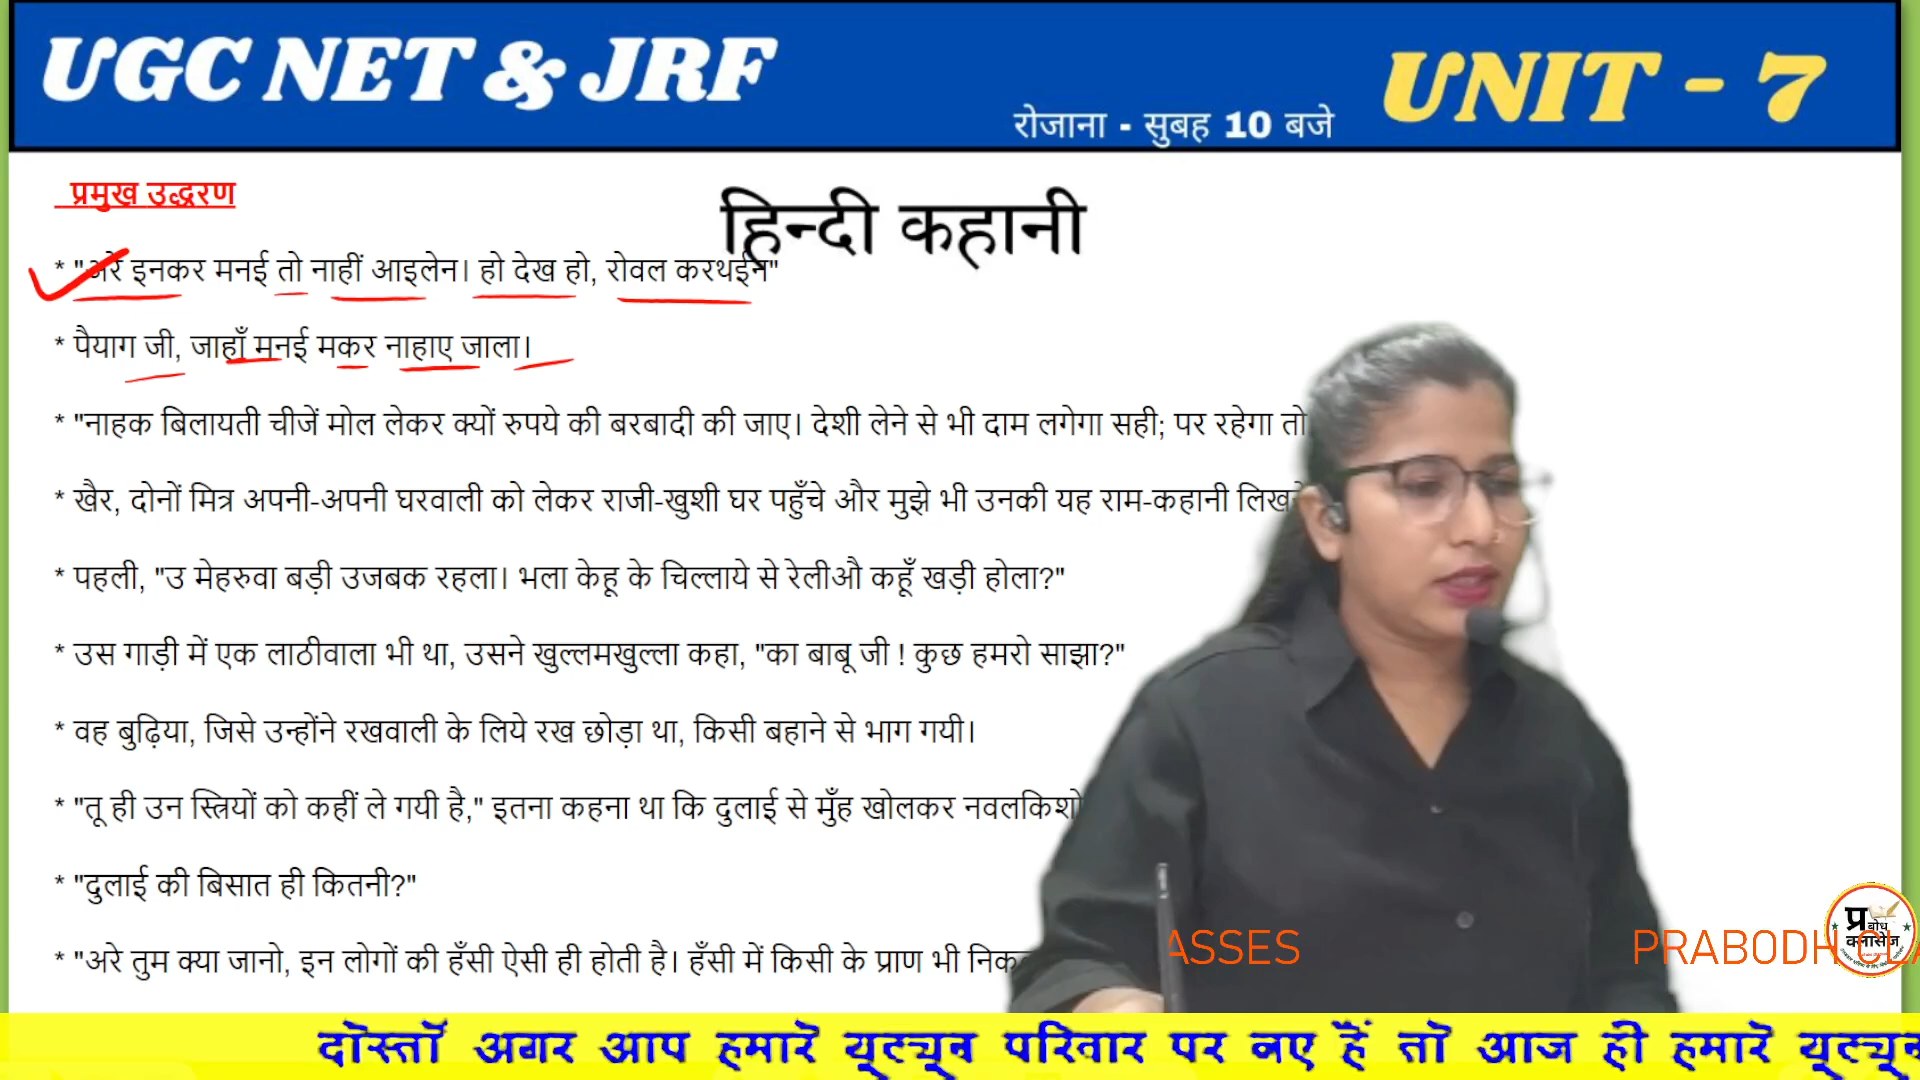 UGC NET & JRF
रोजाना - सुबह 10 बजे
UNIT - 7
प्रमुख उद्धरण
हिन्दी कहानी
* "अरे इनकर मनई तो नाहीं आइलेन। हो देख हो, रोवल करथईन"
* पैयाग जी, जाहाँ मनई मकर नाहाए जाला।
* "नाहक बिलायती चीजें मोल लेकर क्यों रुपये की बरबादी की जाए। देशी लेने से भी दाम लगेगा सही; पर रहेगा तो
* खैर, दोनों मित्र अपनी-अपनी घरवाली को लेकर राजी-खुशी घर पहुँचे और मुझे भी उनकी यह राम-कहानी
* पहली, "उ मेहरुवा बड़ी उजबक रहला। भला केहू के चिल्लाये से रेलीऔ कहूँ खड़ी होला?"
* उस गाड़ी में एक लाठीवाला भी था, उसने खुल्लमखुल्ला कहा, "का बाबू जी ! कुछ हमरो साझा?"
* वह बुढ़िया, जिसे उन्होंने रखवाली के लिये रख छोड़ा था, किसी बहाने से भाग गयी।
* "तू ही उन स्त्रियों को कहीं ले गयी है," इतना कहना था कि दुलाई से मुँह खोलकर
* "दुलाई की बिसात ही कितनी?"
* "अरे तुम क्या जानो, इन लोगों की हँसी ऐसी ही होती है। हँसी में किसी के प्राण भी
ASSES PRABODH CLA
प्रबोध
क्लासेज
दोस्तों अगर आप हमारे यूट्यूब परिवार पर नए हैं तो आज ही हमारे यूट्यूब